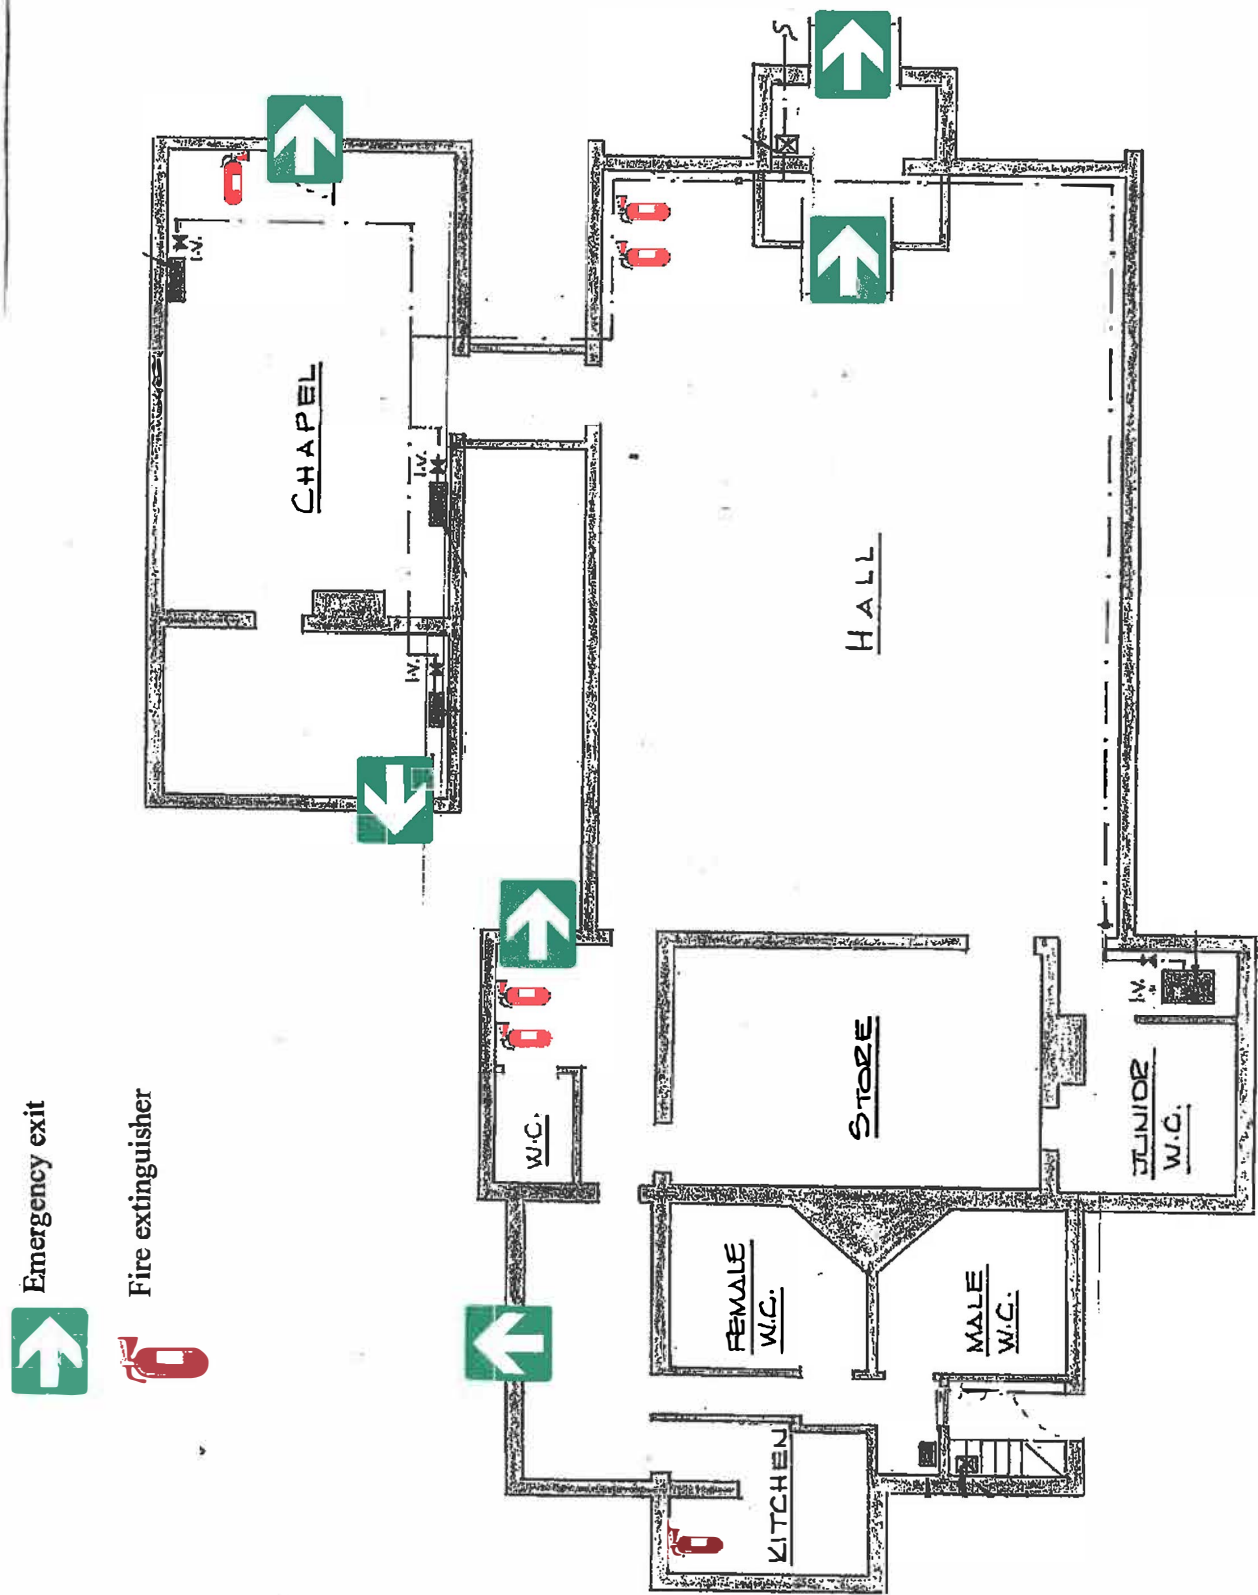 Emergency exit
Fire extinguisher
CHAPEL
I.V.
I.V.
I.V.
HALL
W.C.
STORE
I.V.
JUNIOR
W.C.
FEMALE
W.C.
MALE
W.C.
KITCHEN